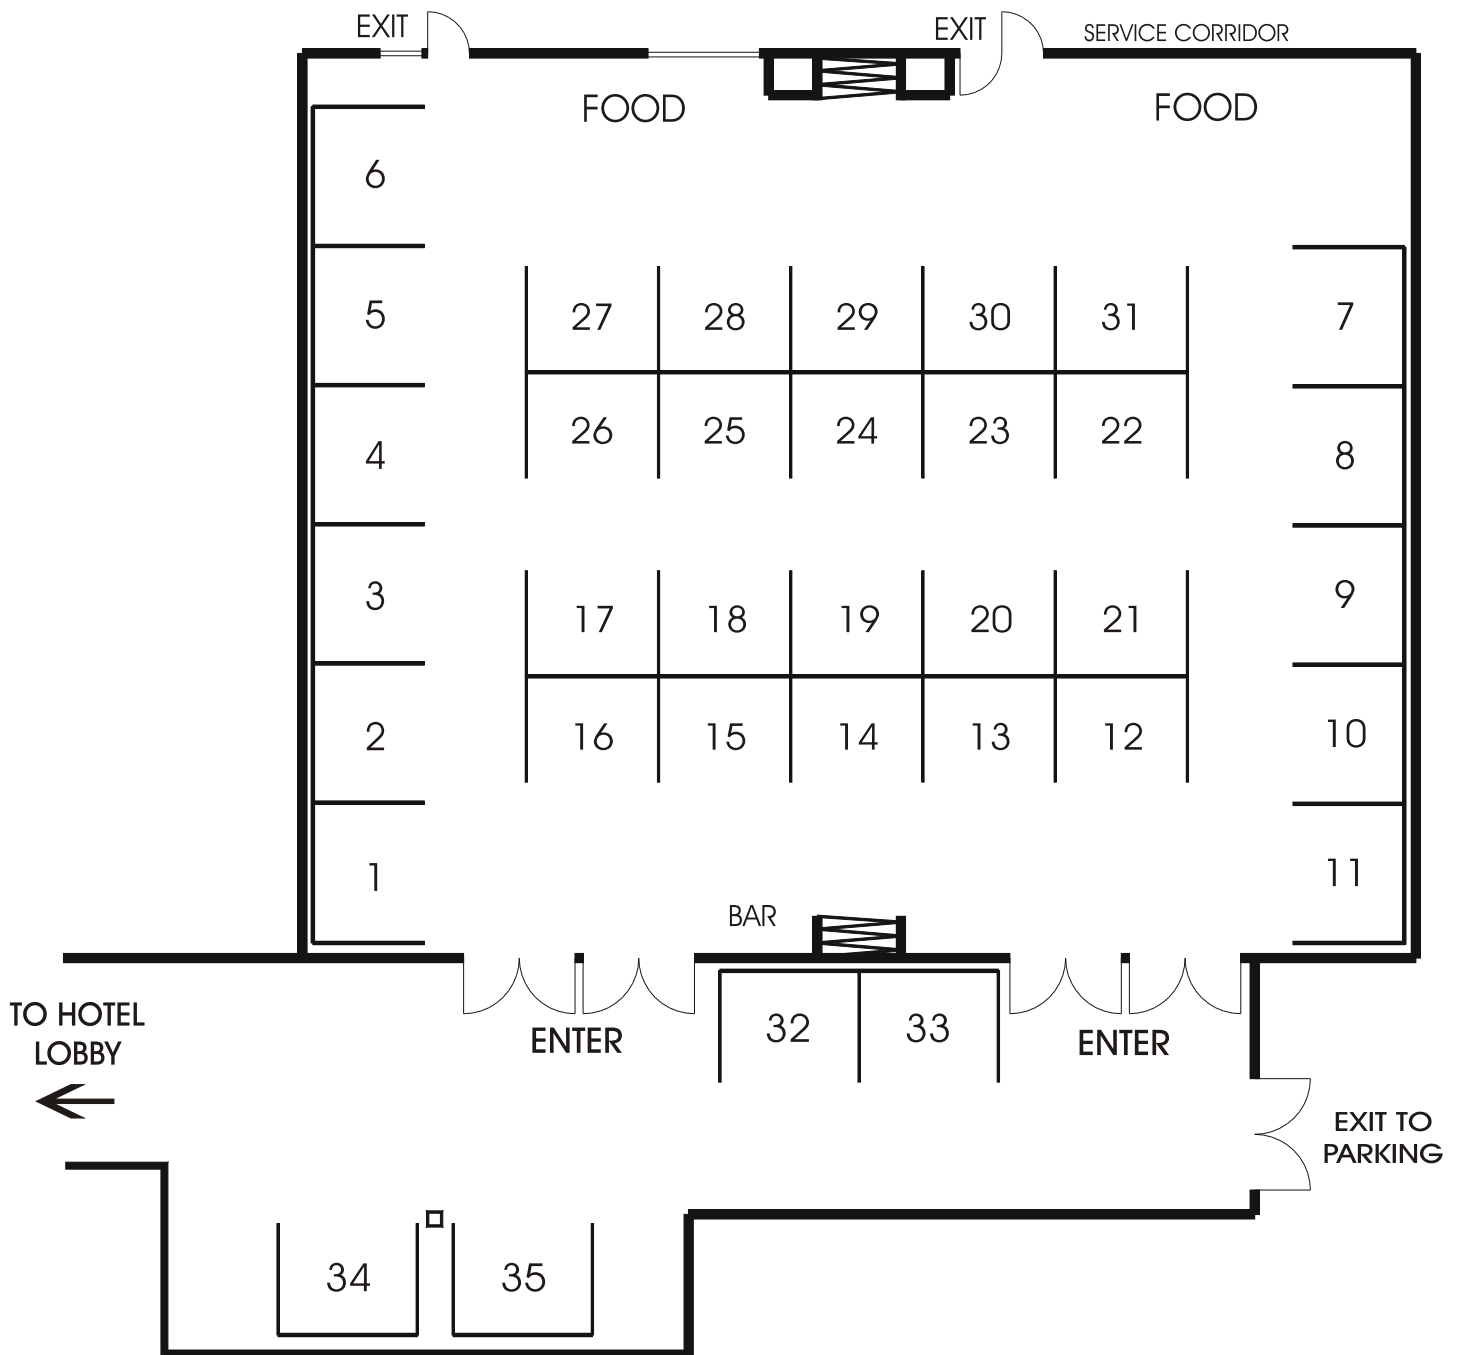 EXIT
EXIT
SERVICE CORRIDOR
FOOD
FOOD
6
5
27 28 29 30 31
7
4
26 25 24 23 22
8
3
17 18 19 20 21
9
2
16 15 14 13 12
10
1
11
BAR
TO HOTEL
LOBBY
ENTER
32 33
ENTER
EXIT TO
PARKING
34 35